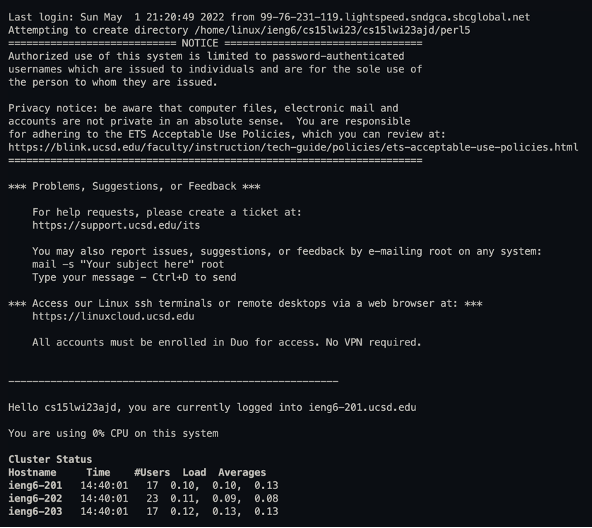 Last login: Sun May  1 21:20:49 2022 from 99-76-231-119.lightspeed.sndgca.sbcglobal.net
Attempting to create directory /home/linux/ieng6/cs15lwi23/cs15lwi23ajd/perl5
============================ NOTICE =================================
Authorized use of this system is limited to password-authenticated
usernames which are issued to individuals and are for the sole use of
the person to whom they are issued.

Privacy notice: be aware that computer files, electronic mail and
accounts are not private in an absolute sense.  You are responsible
for adhering to the ETS Acceptable Use Policies, which you can review at:
https://blink.ucsd.edu/faculty/instruction/tech-guide/policies/ets-acceptable-use-policies.html
=====================================================================

*** Problems, Suggestions, or Feedback ***

    For help requests, please create a ticket at:
    https://support.ucsd.edu/its

    You may also report issues, suggestions, or feedback by e-mailing root on any system:
    mail -s "Your subject here" root
    Type your message - Ctrl+D to send

*** Access our Linux ssh terminals or remote desktops via a web browser at: ***
    https://linuxcloud.ucsd.edu

    All accounts must be enrolled in Duo for access. No VPN required.

-------------------------------------------------------

Hello cs15lwi23ajd, you are currently logged into ieng6-201.ucsd.edu

You are using 0% CPU on this system

Cluster Status
Hostname     Time    #Users  Load  Averages
ieng6-201   14:40:01   17  0.10,  0.10,  0.13
ieng6-202   14:40:01   23  0.11,  0.09,  0.08
ieng6-203   14:40:01   17  0.12,  0.13,  0.13